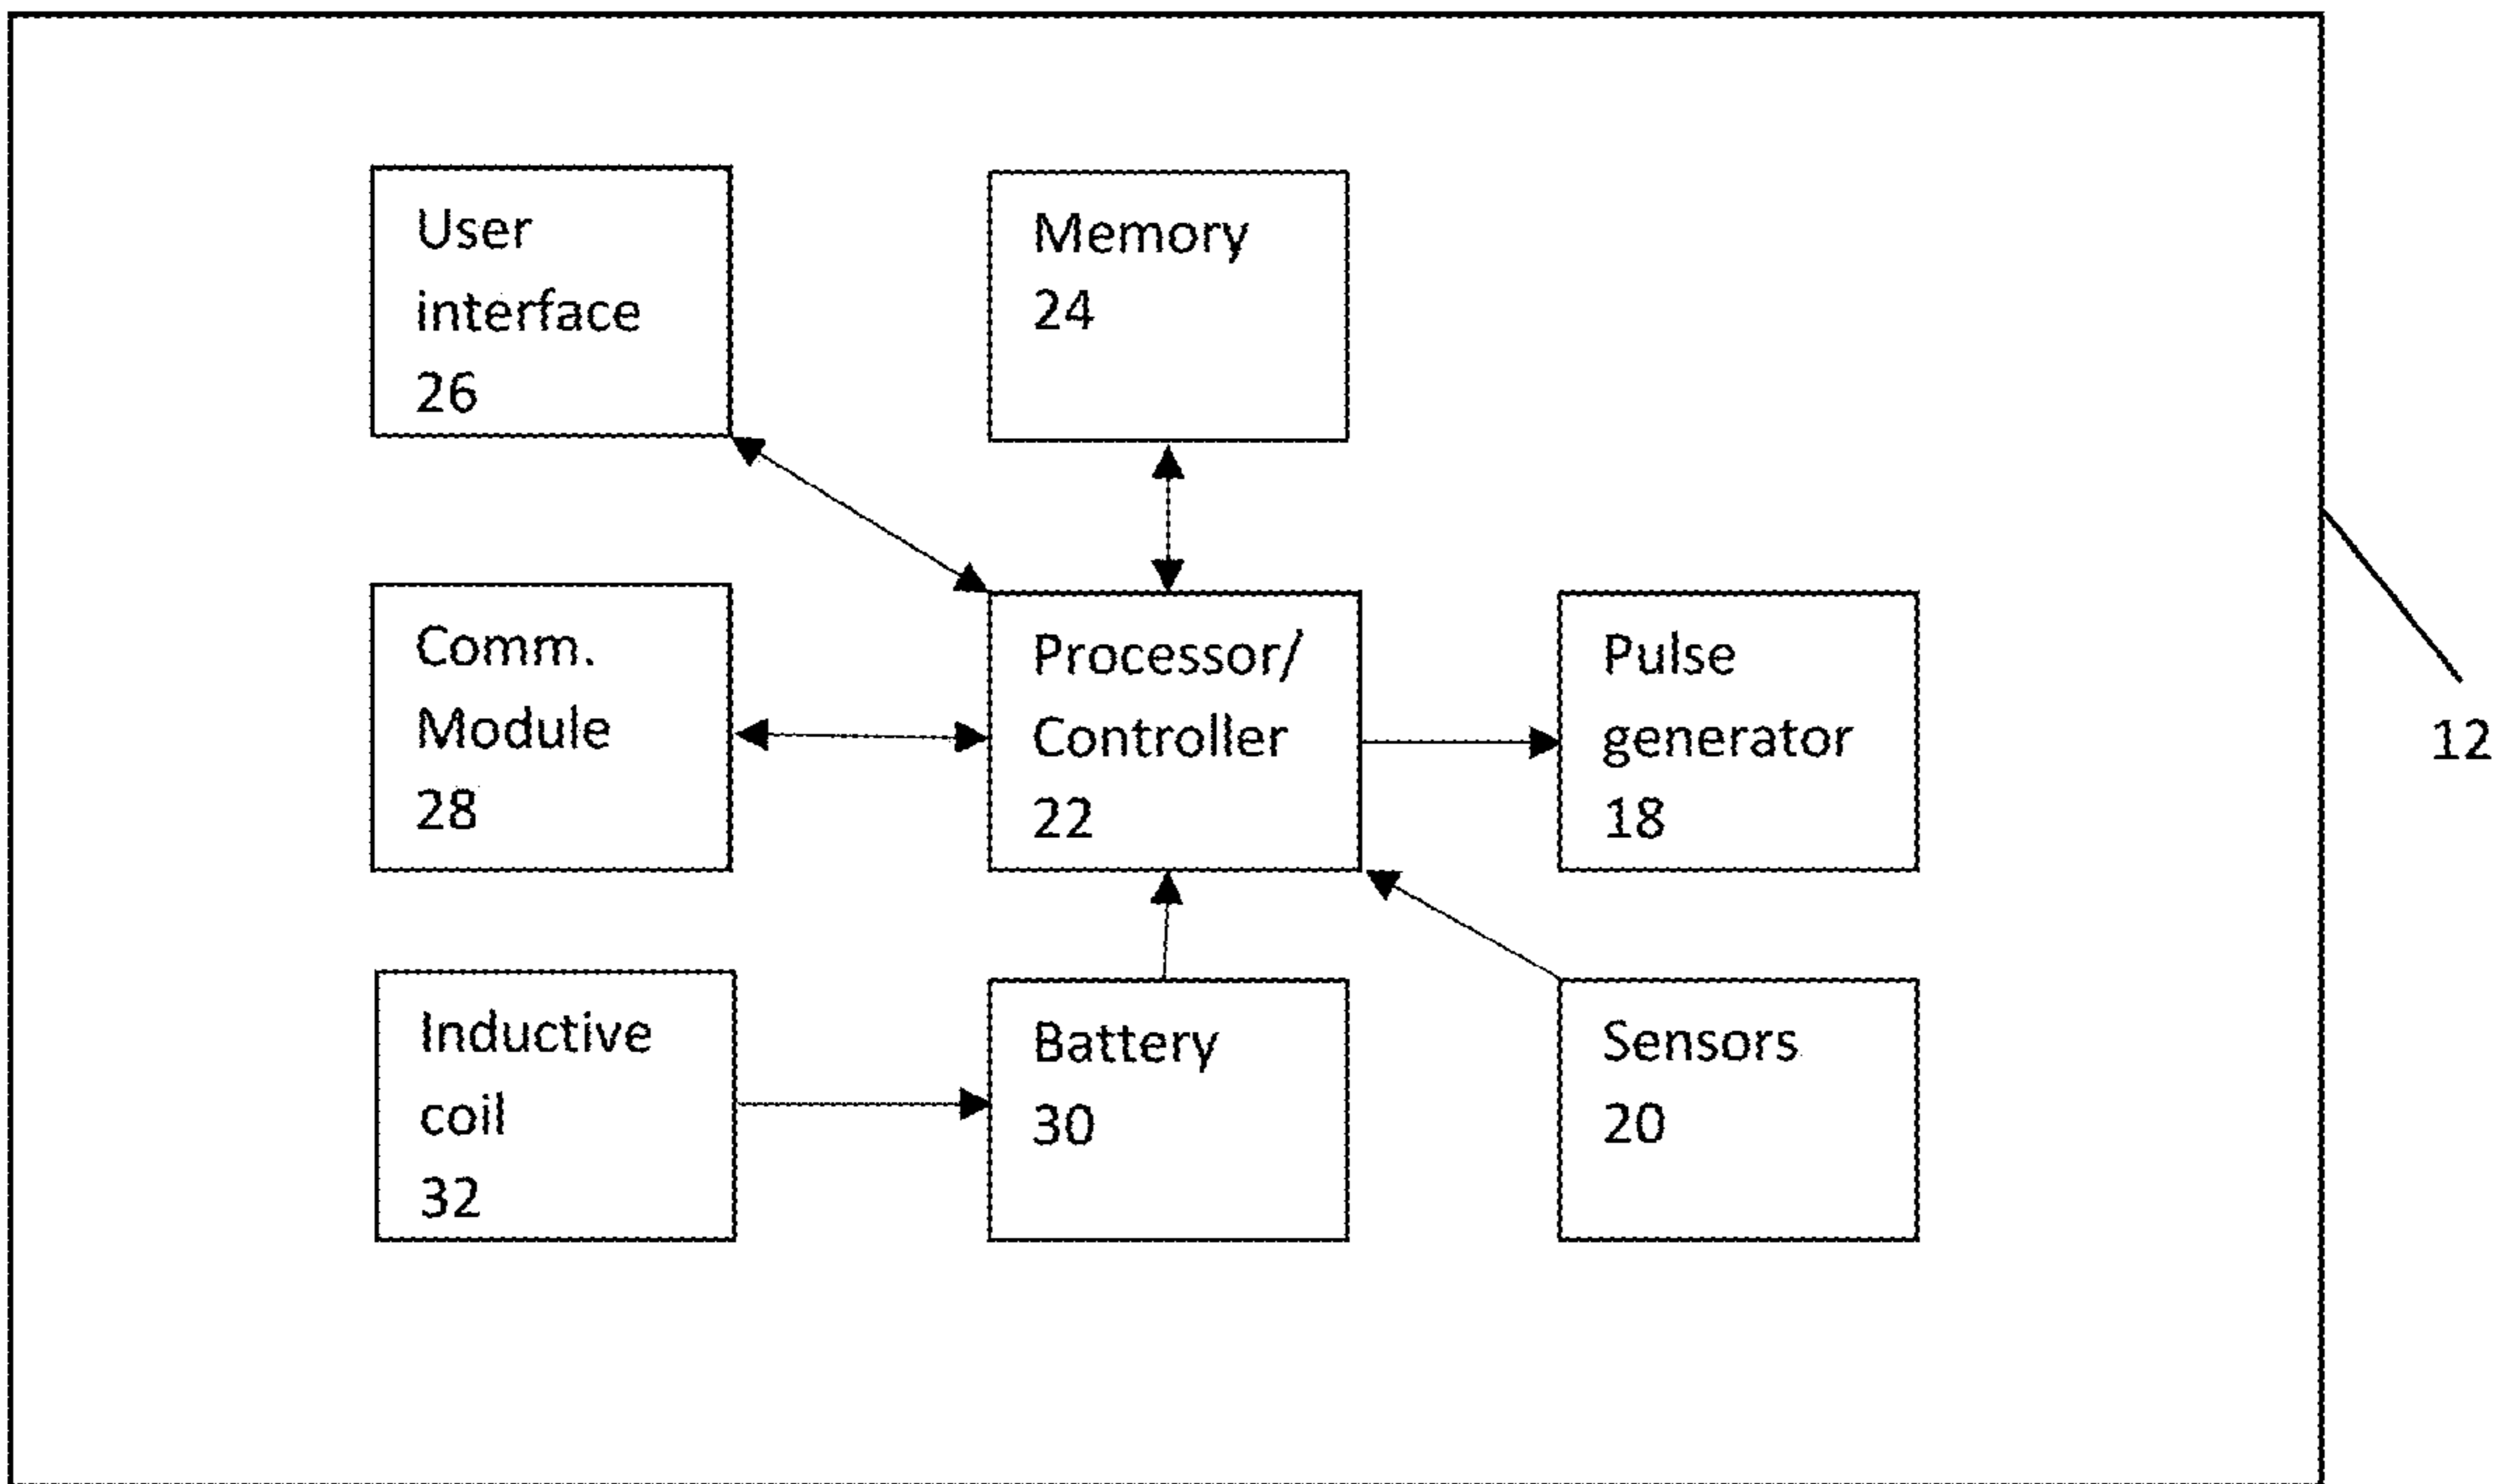 User
interface
26
Memory
24
Comm.
Module
28
Processor/
Controller
22
Pulse
generator
18
12
Inductive
coil
32
Battery
30
Sensors
20